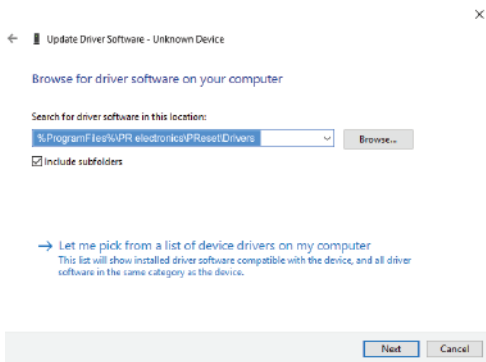 Update Driver Software - Unknown Device
Browse for driver software on your computer
Search for driver software in this location:
%ProgramFiles%\PR electronics\PReset\Drivers
Browse...
Include subfolders
Let me pick from a list of device drivers on my computer
This list will show installed driver software compatible with the device, and all driver
software in the same category as the device.
Next Cancel